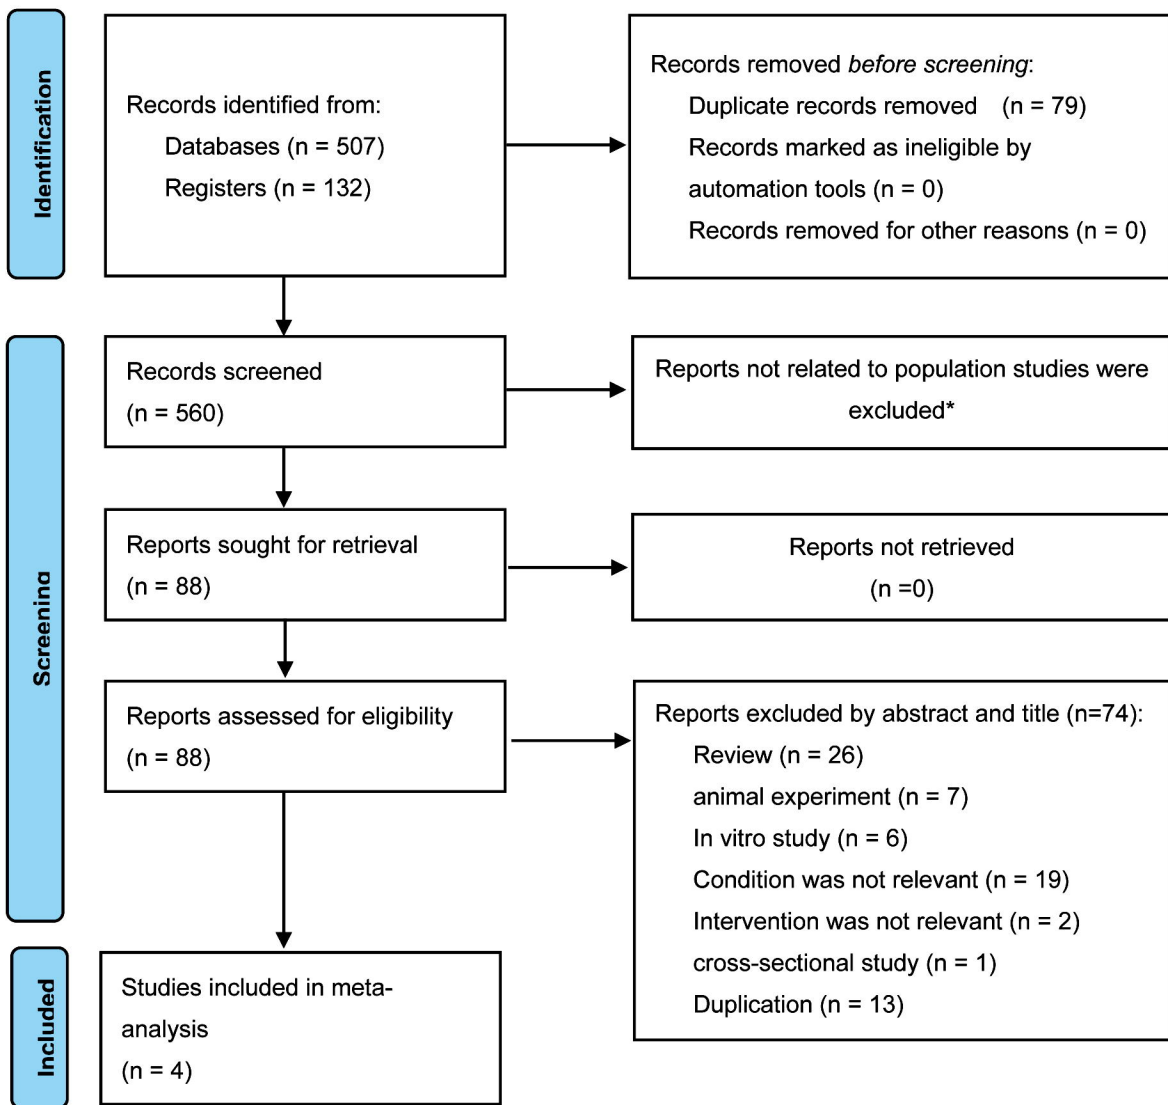 Identification
Records identified from:
Databases (n = 507)
Registers (n = 132)
Records removed before screening:
Duplicate records removed (n = 79)
Records marked as ineligible by
automation tools (n = 0)
Records removed for other reasons (n = 0)
Screening
Records screened
(n = 560)
Reports not related to population studies were
excluded*
Reports sought for retrieval
(n = 88)
Reports not retrieved
(n =0)
Reports assessed for eligibility
(n = 88)
Reports excluded by abstract and title (n=74):
Review (n = 26)
animal experiment (n = 7)
In vitro study (n = 6)
Condition was not relevant (n = 19)
Intervention was not relevant (n = 2)
cross-sectional study (n = 1)
Duplication (n = 13)
Included
Studies included in meta-
analysis
(n = 4)